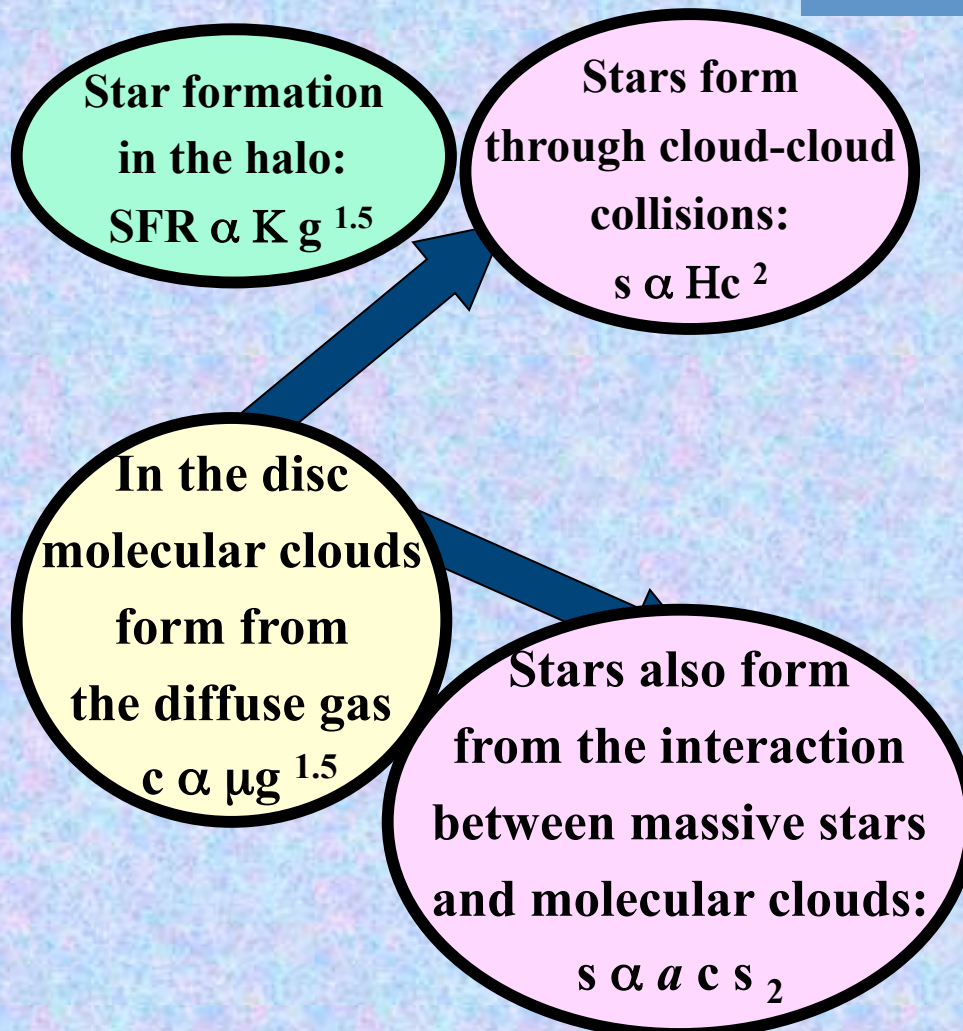 Star formation
in the halo:
SFR α K g ¹·⁵
Stars form
through cloud-cloud
collisions:
s α Hc ²
In the disc
molecular clouds
form from
the diffuse gas
c α μg ¹·⁵
Stars also form
from the interaction
between massive stars
and molecular clouds:
s α a c s ₂